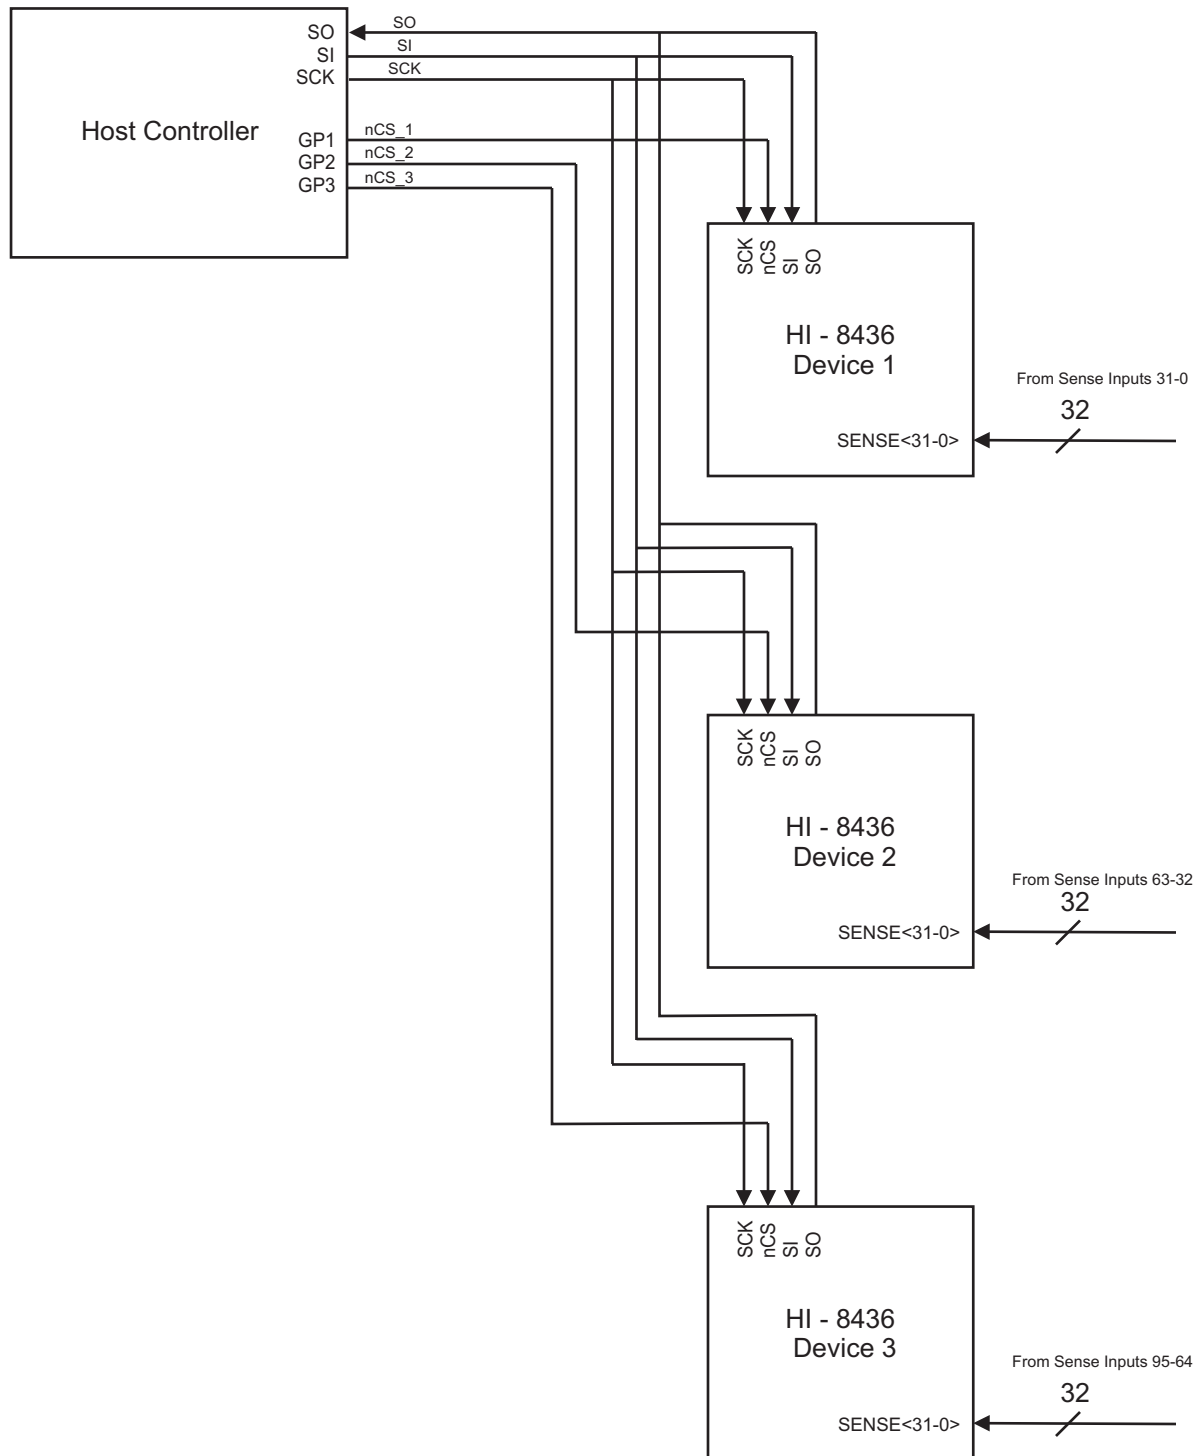 SO
SI
SCK
Host Controller
GP1
GP2
GP3
SO
SI
SCK
nCS_1
nCS_2
nCS_3
SCK
nCS
SI
SO
HI - 8436
Device 1
SENSE<31-0>
From Sense Inputs 31-0
32
SCK
nCS
SI
SO
HI - 8436
Device 2
SENSE<31-0>
From Sense Inputs 63-32
32
SCK
nCS
SI
SO
HI - 8436
Device 3
SENSE<31-0>
From Sense Inputs 95-64
32